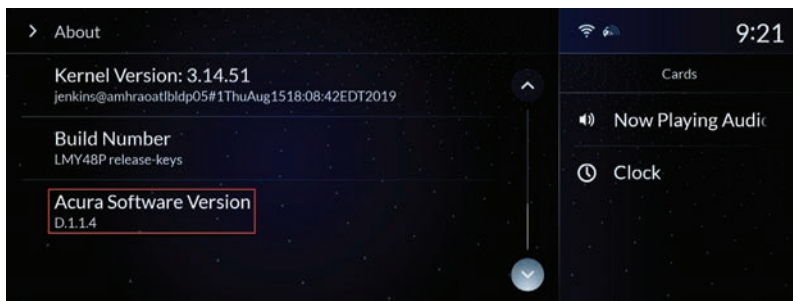 About
Kernel Version: 3.14.51
jenkins@amhraoatlbldp05#1ThuAug1518:08:42EDT2019
Build Number
LMY48P release-keys
Acura Software Version
D.1.1.4
9:21
Cards
Now Playing Audic
Clock